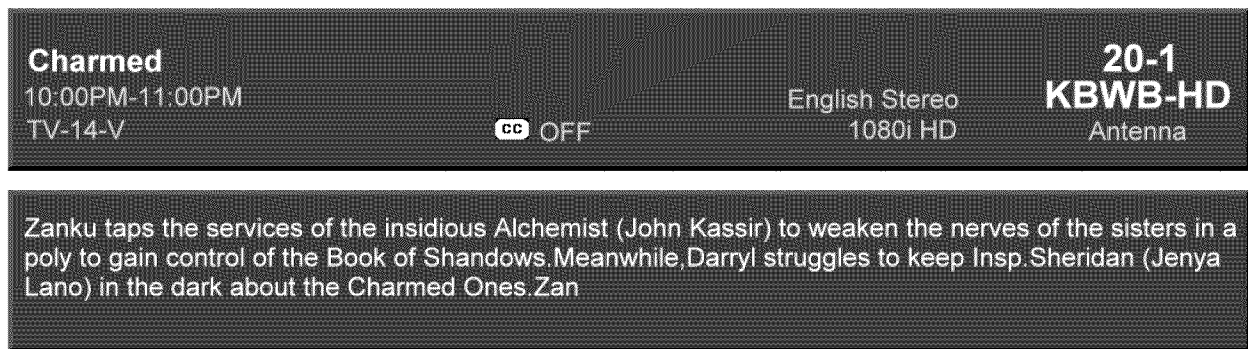 Charmed
20-1
10:00PM-11:00PM
English Stereo
KBWB-HD
TV-14-V
CC OFF
1080i HD
Antenna
Zanku taps the services of the insidious Alchemist (John Kassir) to weaken the nerves of the sisters in a
poly to gain control of the Book of Shandows.Meanwhile,Darryl struggles to keep Insp.Sheridan (Jenya
Lano) in the dark about the Charmed Ones.Zan